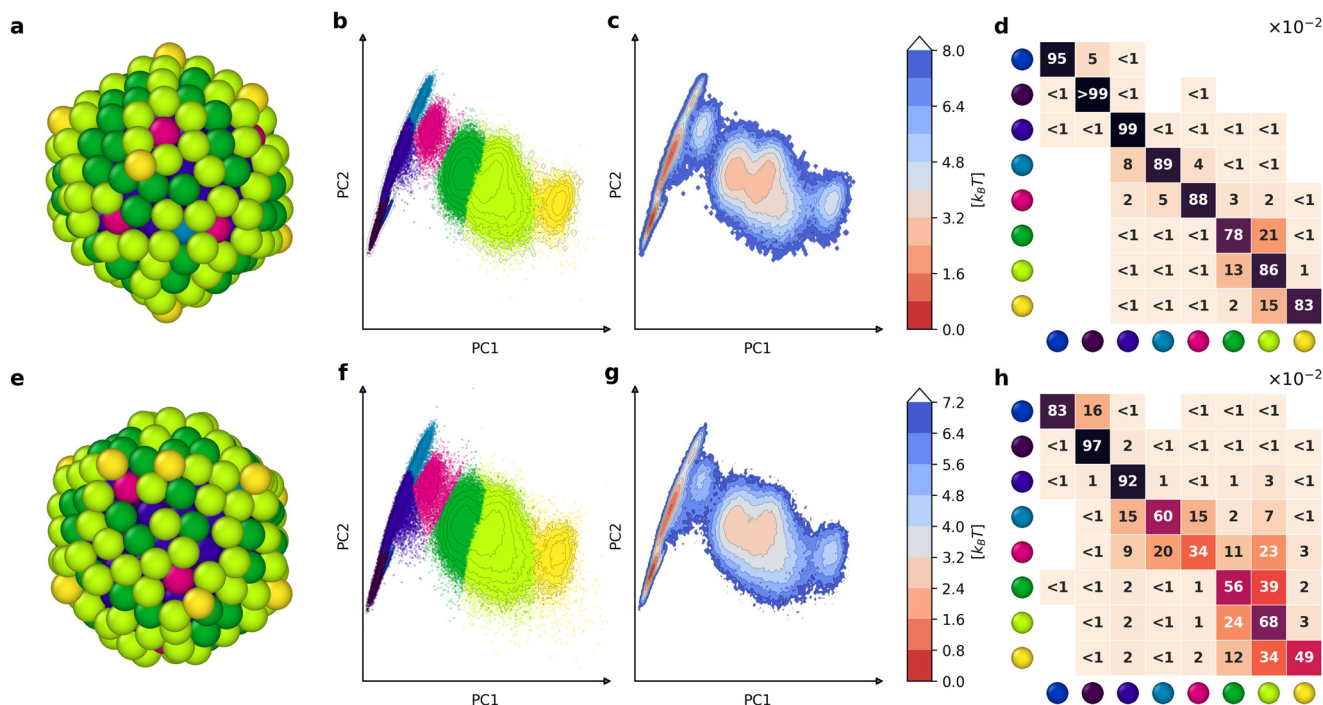 a
b
c
d
×10⁻²
PC2
PC1
PC2
PC1
8.0
6.4
4.8
3.2
1.6
0.0
[k_BT]
95 5 <1
<1 >99 <1 <1
<1 <1 99 <1 <1 <1 <1
8 89 4 <1 <1
2 5 88 3 2 <1
<1 <1 <1 78 21 <1
<1 <1 <1 13 86 1
<1 <1 <1 2 15 83
e
f
g
h
×10⁻²
PC2
PC1
PC2
PC1
7.2
6.4
5.6
4.8
4.0
3.2
2.4
1.6
0.8
0.0
[k_BT]
83 16 <1 <1 <1 <1
<1 97 2 <1 <1 <1 <1
<1 1 92 1 <1 1 3 <1
<1 15 60 15 2 7 <1
<1 9 20 34 11 23 3
<1 <1 2 <1 1 56 39 2
<1 2 <1 1 24 68 3
<1 2 <1 2 12 34 49